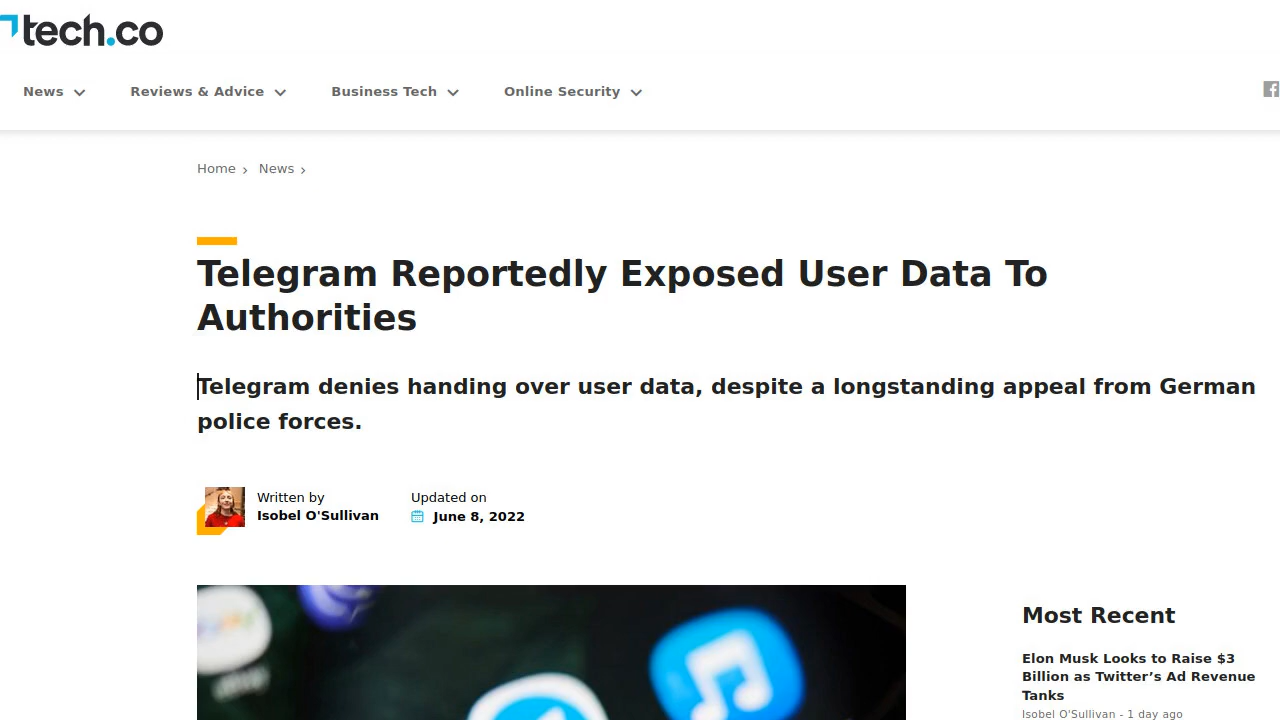 tech.co
News
Reviews & Advice
Business Tech
Online Security
Home › News ›
Telegram Reportedly Exposed User Data To
Authorities
Telegram denies handing over user data, despite a longstanding appeal from German
police forces.
Written by
Isobel O'Sullivan
Updated on
June 8, 2022
Most Recent
Elon Musk Looks to Raise $3
Billion as Twitter’s Ad Revenue
Tanks
Isobel O'Sullivan - 1 day ago